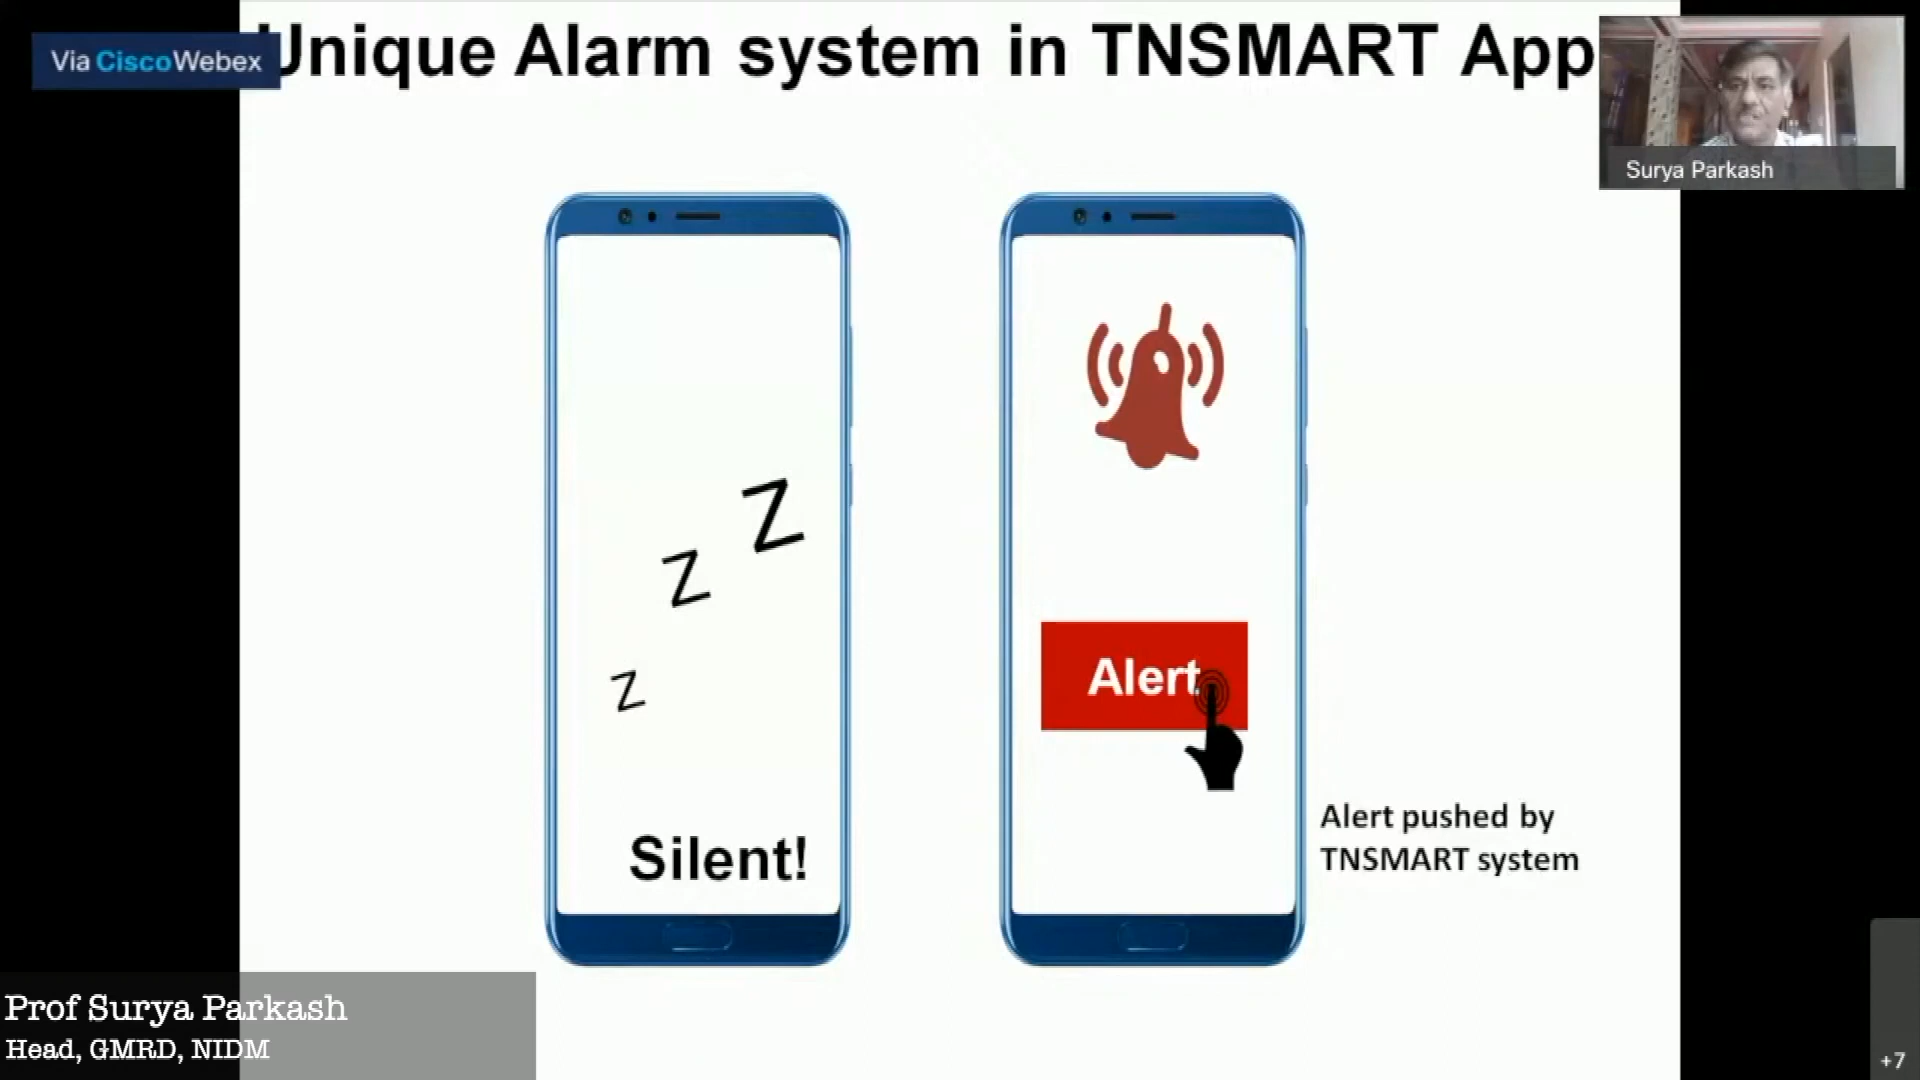 Unique Alarm system in TNSMART App
Via CiscoWebex
Surya Parkash
z
z
z
Silent!
Alert
Alert pushed by
TNSMART system
Prof Surya Parkash
Head, GMRD, NIDM
+7